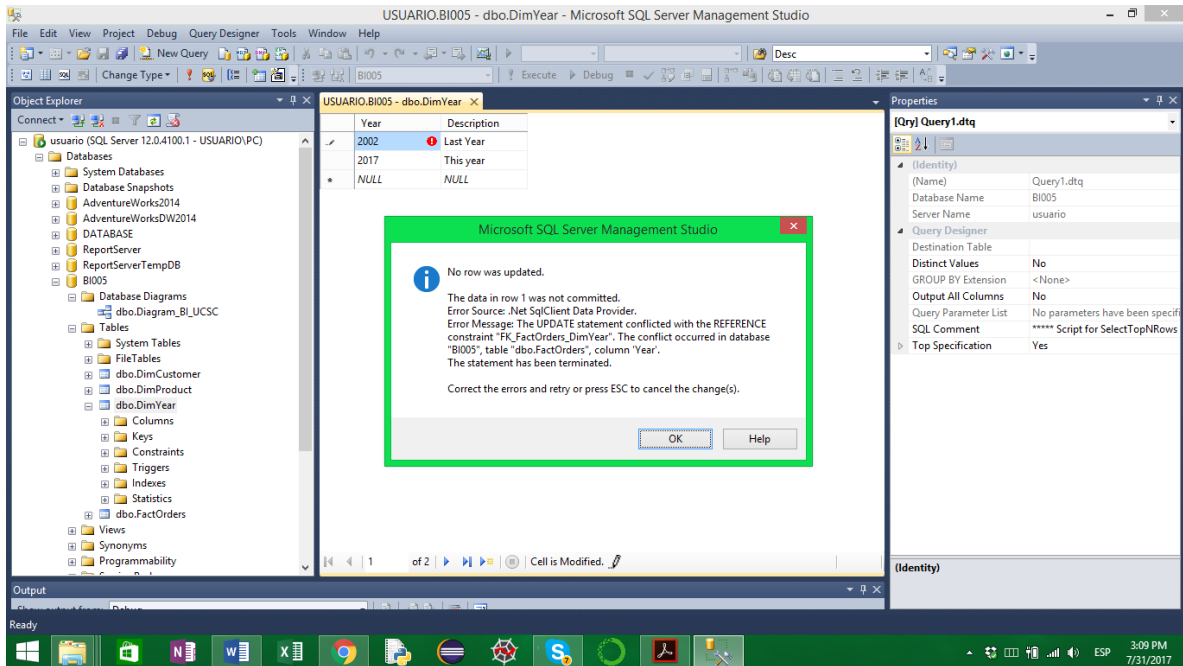 USUARIO.BI005 - dbo.DimYear - Microsoft SQL Server Management Studio
File Edit View Project Debug Query Designer Tools Window Help
New Query
Desc
Change Type
BI005
Execute Debug
Object Explorer
Connect
usuario (SQL Server 12.0.4100.1 - USUARIO\PC)
Databases
System Databases
Database Snapshots
AdventureWorks2014
AdventureWorksDW2014
DATABASE
ReportServer
ReportServerTempDB
BI005
Database Diagrams
dbo.Diagram_BI_UCSC
Tables
System Tables
FileTables
dbo.DimCustomer
dbo.DimProduct
dbo.DimYear
Columns
Keys
Constraints
Triggers
Indexes
Statistics
dbo.FactOrders
Views
Synonyms
Programmability
USUARIO.BI005 - dbo.DimYear
Year Description
2002 Last Year
2017 This year
NULL NULL
Microsoft SQL Server Management Studio
No row was updated.
The data in row 1 was not committed.
Error Source: .Net SqlClient Data Provider.
Error Message: The UPDATE statement conflicted with the REFERENCE
constraint "FK_FactOrders_DimYear". The conflict occurred in database
"BI005", table "dbo.FactOrders", column 'Year'.
The statement has been terminated.
Correct the errors and retry or press ESC to cancel the change(s).
OK Help
1 of 2 Cell is Modified.
Properties
[Qry] Query1.dtq
(Identity)
(Name) Query1.dtq
Database Name BI005
Server Name usuario
Query Designer
Destination Table
Distinct Values No
GROUP BY Extension <None>
Output All Columns No
Query Parameter List No parameters have been specifi
SQL Comment ***** Script for SelectTopNRows
Top Specification Yes
(Identity)
Output
Ready
ESP
3:09 PM
7/31/2017